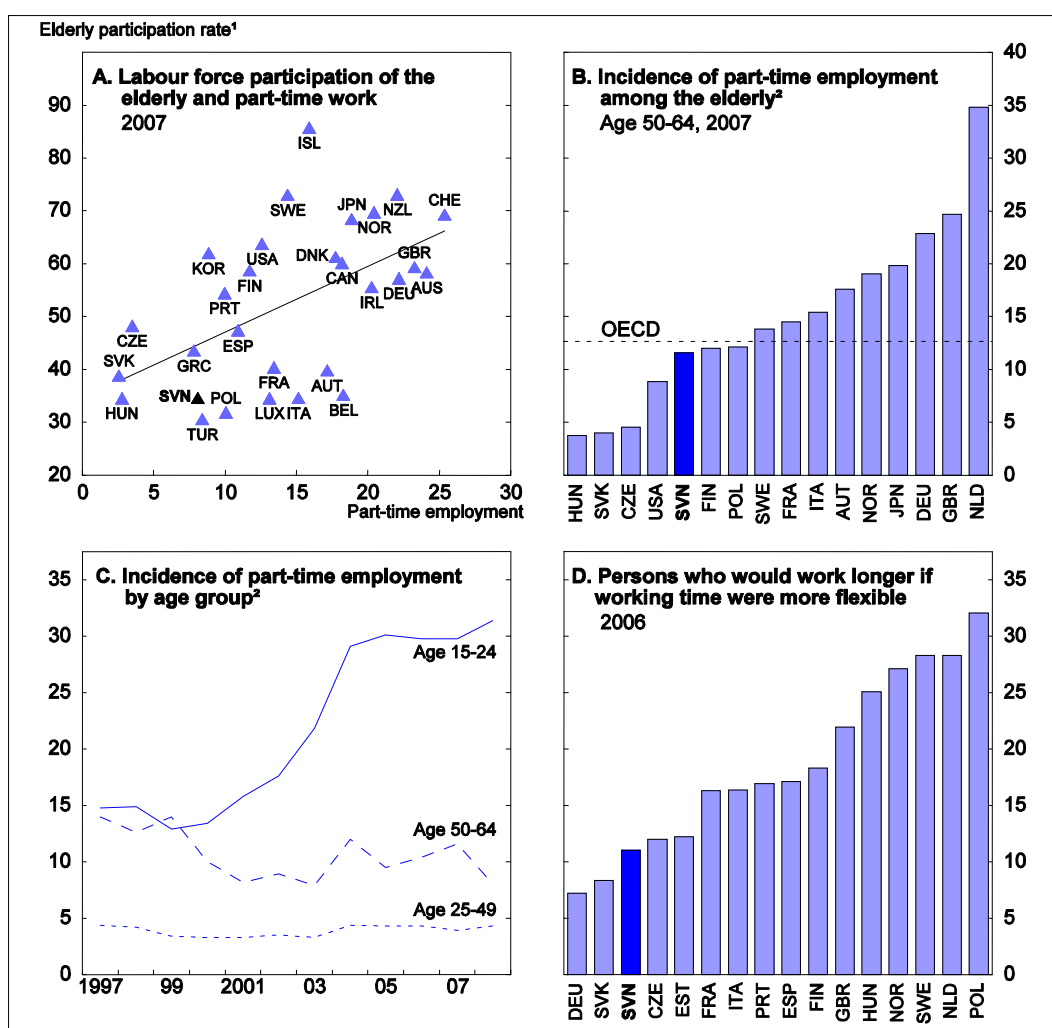 Elderly participation rate¹
A. Labour force participation of the
elderly and part-time work
2007
90
80
70
60
50
40
30
20
ISL
SWE
JPN
NZL
CHE
NOR
USA
KOR
DNK
GBR
FIN
CAN
DEU
AUS
IRL
PRT
CZE
ESP
SVK
GRC
FRA
AUT
SVN
POL
HUN
LUX
ITA
BEL
TUR
0 5 10 15 20 25 30
Part-time employment
B. Incidence of part-time employment
among the elderly²
Age 50-64, 2007
40
35
30
25
20
15
10
5
0
OECD
HUN SVK CZE USA SVN FIN POL SWE FRA ITA AUT NOR JPN DEU GBR NLD
C. Incidence of part-time employment
by age group²
35
30
25
20
15
10
5
0
Age 15-24
Age 50-64
Age 25-49
1997 99 2001 03 05 07
D. Persons who would work longer if
working time were more flexible
2006
35
30
25
20
15
10
5
0
DEU SVK SVN CZE EST FRA ITA PRT ESP FIN GBR HUN NOR SWE NLD POL